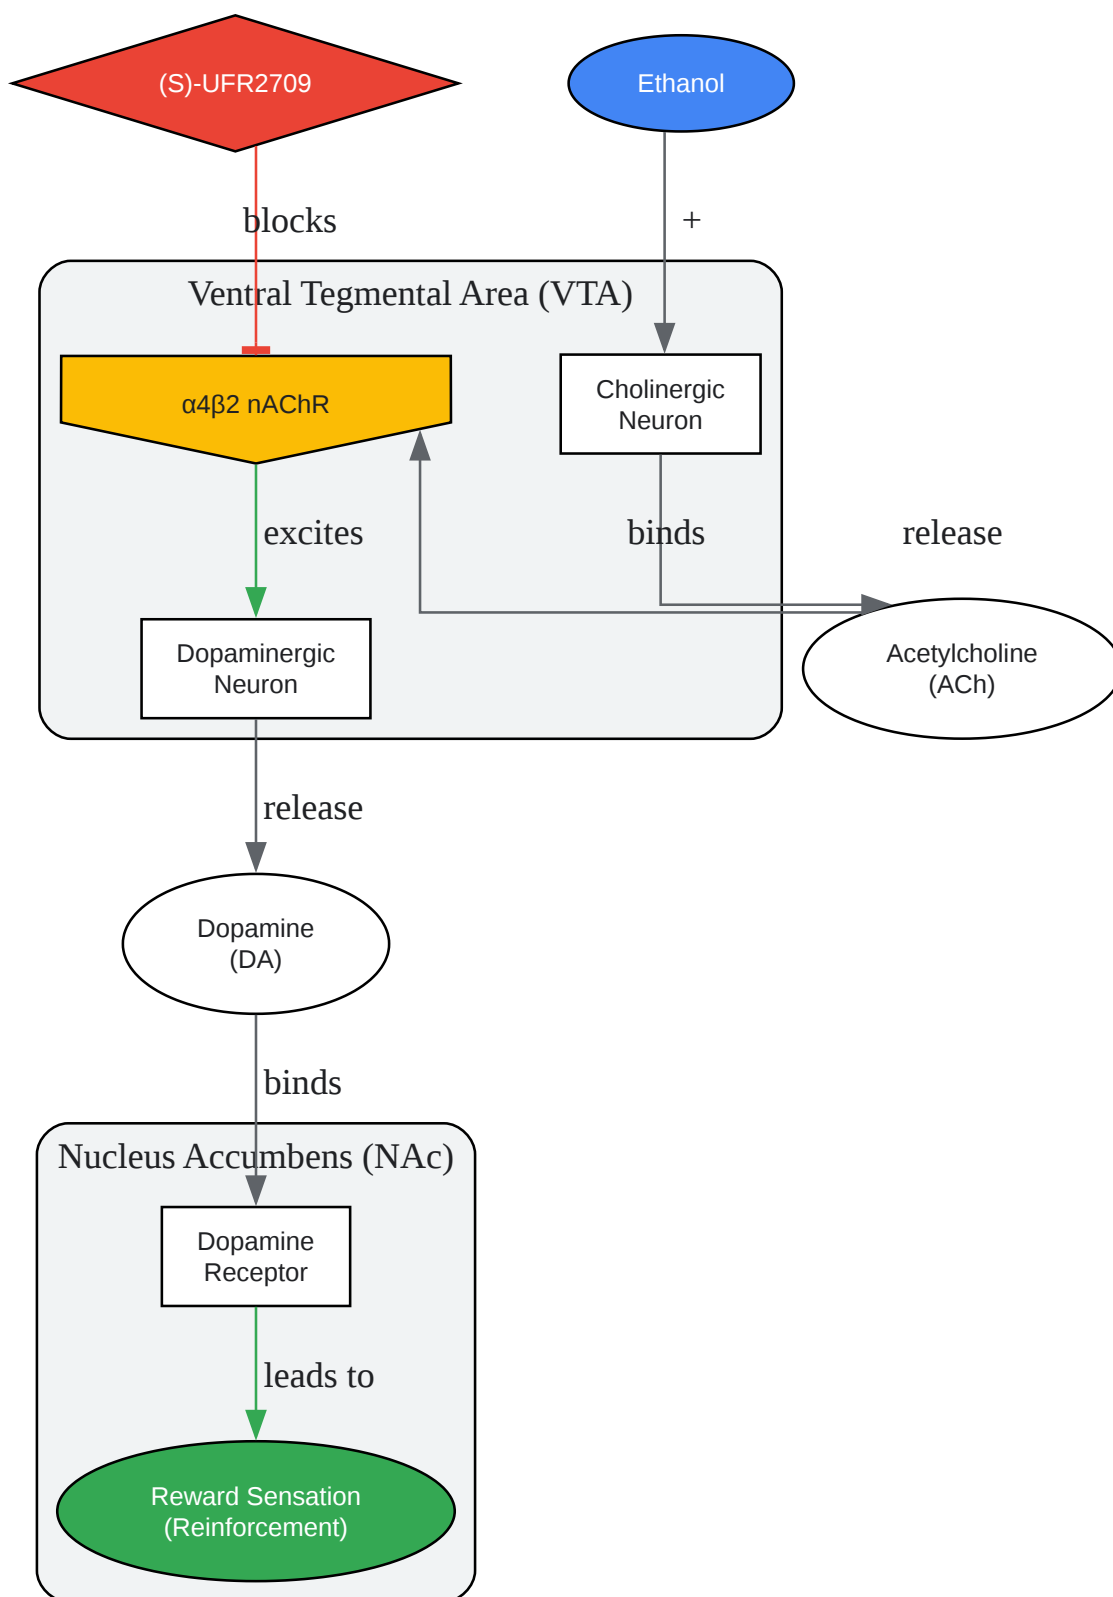 (S)-UFR2709
Ethanol
blocks
+
Ventral Tegmental Area (VTA)
α4β2 nAChR
Cholinergic
Neuron
excites
binds
release
Dopaminergic
Neuron
Acetylcholine
(ACh)
release
Dopamine
(DA)
binds
Nucleus Accumbens (NAc)
Dopamine
Receptor
leads to
Reward Sensation
(Reinforcement)